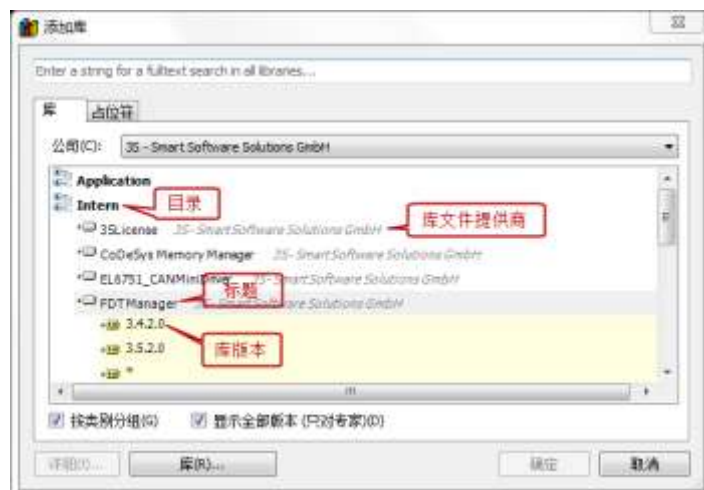 添加库
Enter a string for a fulltext search in all libraries...
库 占位符
公司(C): 3S - Smart Software Solutions GmbH
Application
Intern 目录
3SLicense 3S- Smart Software Solutions GmbH 库文件提供商
CoDeSys Memory Manager 3S- Smart Software Solutions GmbH
EL6751_CANMiniDriver 3S- Smart Software Solutions GmbH
FDTManager 标题 3S- Smart Software Solutions GmbH
3.4.2.0
3.5.2.0 库版本
*
按类别分组(G) 显示全部版本 (只对专家)(D)
详细(D)... 库(R)... 确定 取消